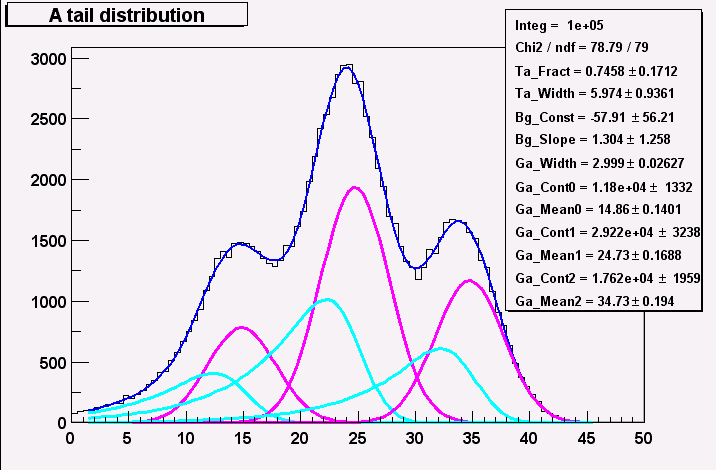 A tail distribution
Integ = 1e+05
Chi2 / ndf = 78.79 / 79
Ta_Fract = 0.7458 ± 0.1712
Ta_Width = 5.974 ± 0.9361
Bg_Const = -57.91 ± 56.21
Bg_Slope = 1.304 ± 1.258
Ga_Width = 2.999 ± 0.02627
Ga_Cont0 = 1.18e+04 ± 1332
Ga_Mean0 = 14.86 ± 0.1401
Ga_Cont1 = 2.922e+04 ± 3238
Ga_Mean1 = 24.73 ± 0.1688
Ga_Cont2 = 1.762e+04 ± 1959
Ga_Mean2 = 34.73 ± 0.194
3000
2500
2000
1500
1000
500
0
0 5 10 15 20 25 30 35 40 45 50